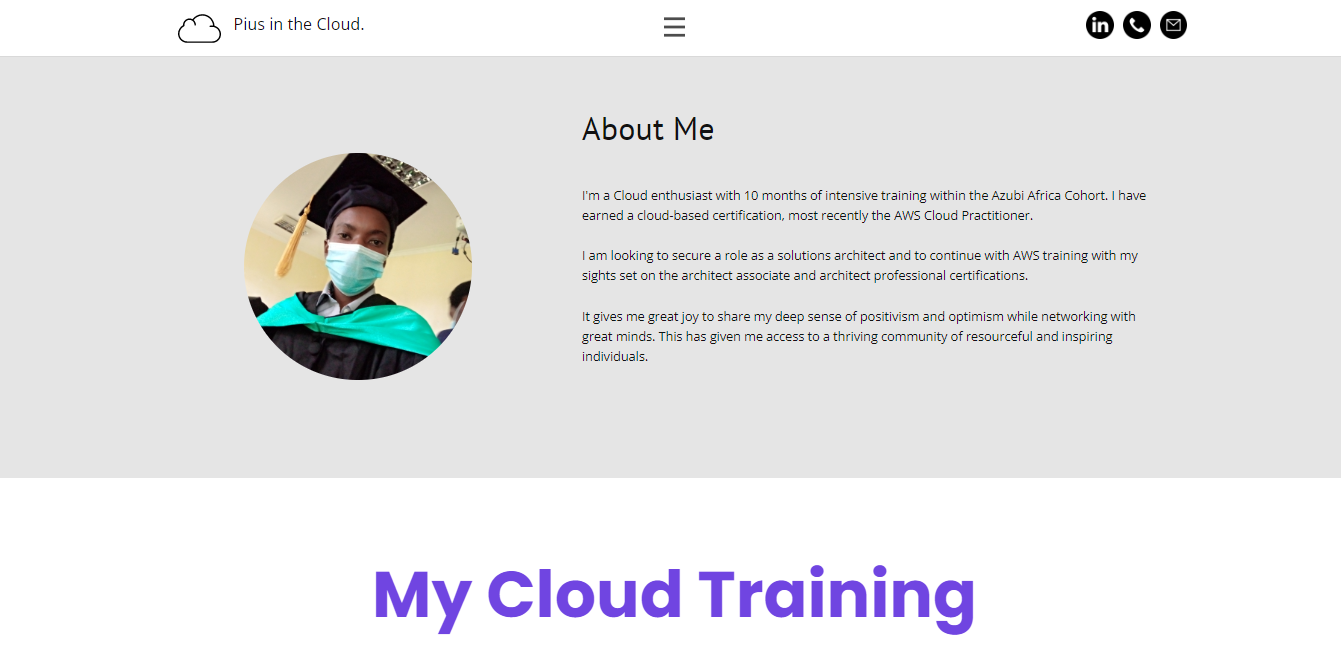 Pius in the Cloud.
in
About Me
I'm a Cloud enthusiast with 10 months of intensive training within the Azubi Africa Cohort. I have
earned a cloud-based certification, most recently the AWS Cloud Practitioner.
I am looking to secure a role as a solutions architect and to continue with AWS training with my
sights set on the architect associate and architect professional certifications.
It gives me great joy to share my deep sense of positivism and optimism while networking with
great minds. This has given me access to a thriving community of resourceful and inspiring
individuals.
My Cloud Training